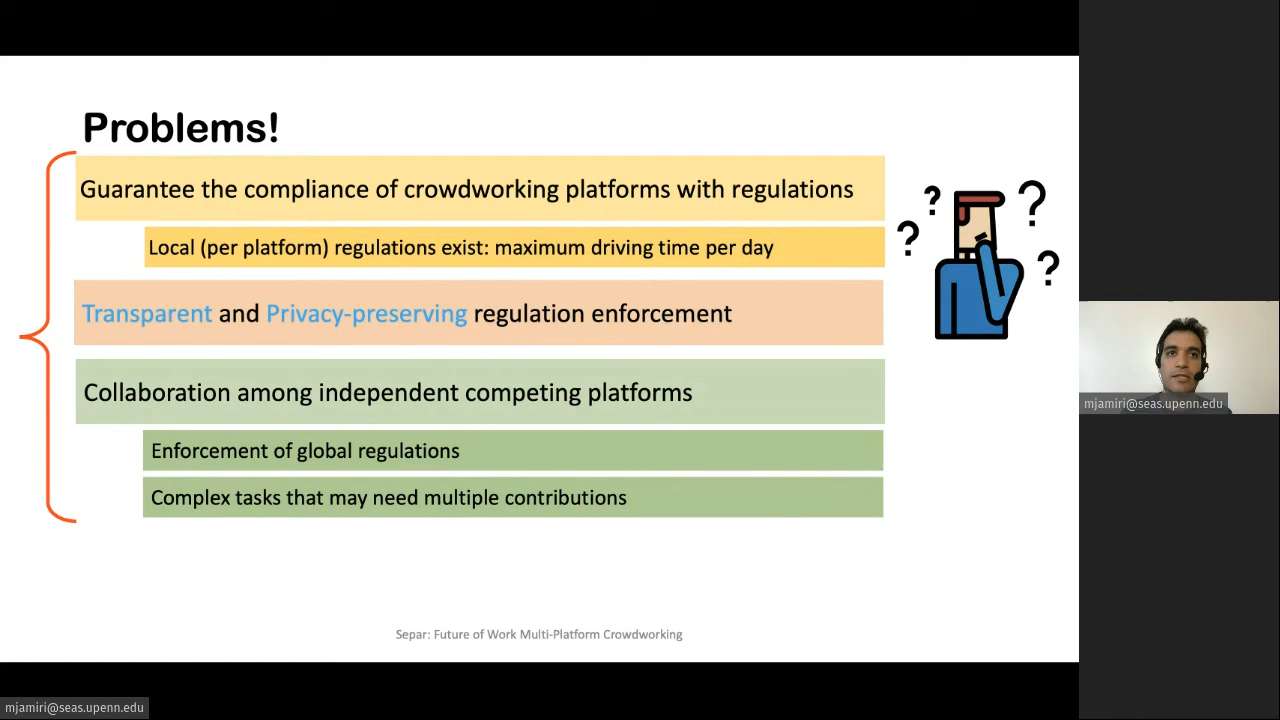 Problems!
Guarantee the compliance of crowdworking platforms with regulations
Local (per platform) regulations exist: maximum driving time per day
Transparent and Privacy-preserving regulation enforcement
Collaboration among independent competing platforms
Enforcement of global regulations
Complex tasks that may need multiple contributions
? ? ? ?
Separ: Future of Work Multi-Platform Crowdworking
mjamiri@seas.upenn.edu
mjamiri@seas.upenn.edu